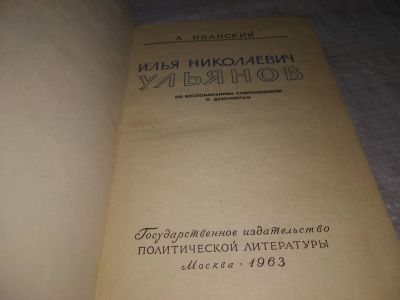 А. ИВАНСКИЙ
ИЛЬЯ НИКОЛАЕВИЧ
УЛЬЯНОВ
ПО ВОСПОМИНАНИЯМ СОВРЕМЕННИКОВ
И ДОКУМЕНТАМ
Государственное издательство
ПОЛИТИЧЕСКОЙ ЛИТЕРАТУРЫ
Москва · 1963